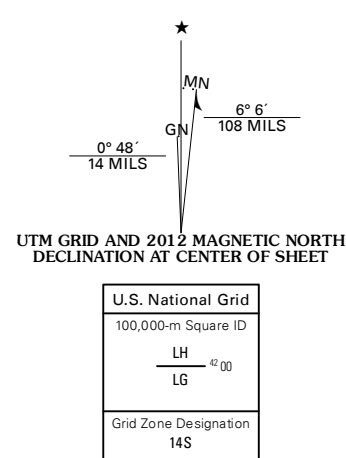 ★
MN
6° 6´
108 MILS
GN
0° 48´
14 MILS
UTM GRID AND 2012 MAGNETIC NORTH
DECLINATION AT CENTER OF SHEET
U.S. National Grid
100,000-m Square ID
LH
42 00
LG
Grid Zone Designation
14S